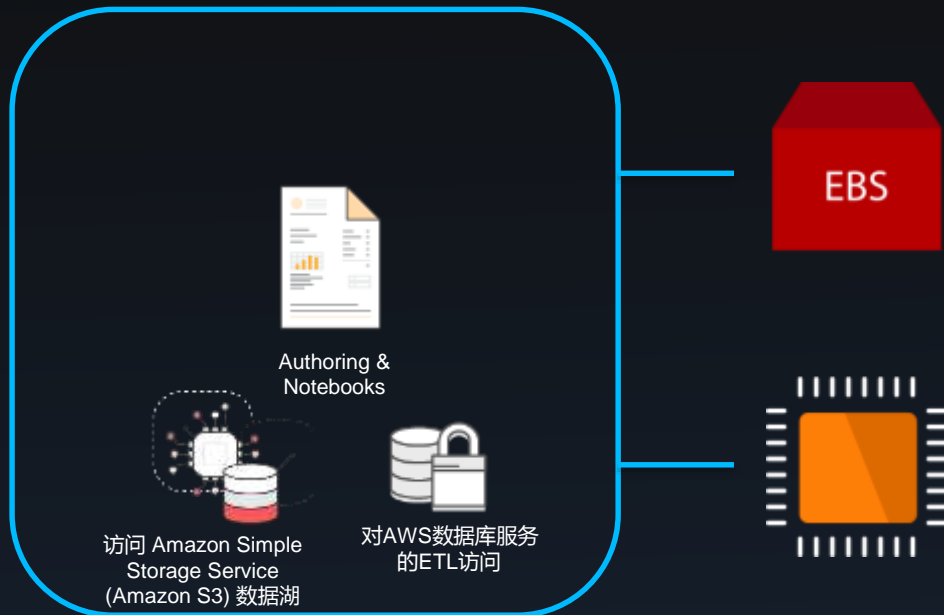 EBS
Authoring &
Notebooks
访问 Amazon Simple
Storage Service
(Amazon S3) 数据湖
对AWS数据库服务
的ETL访问